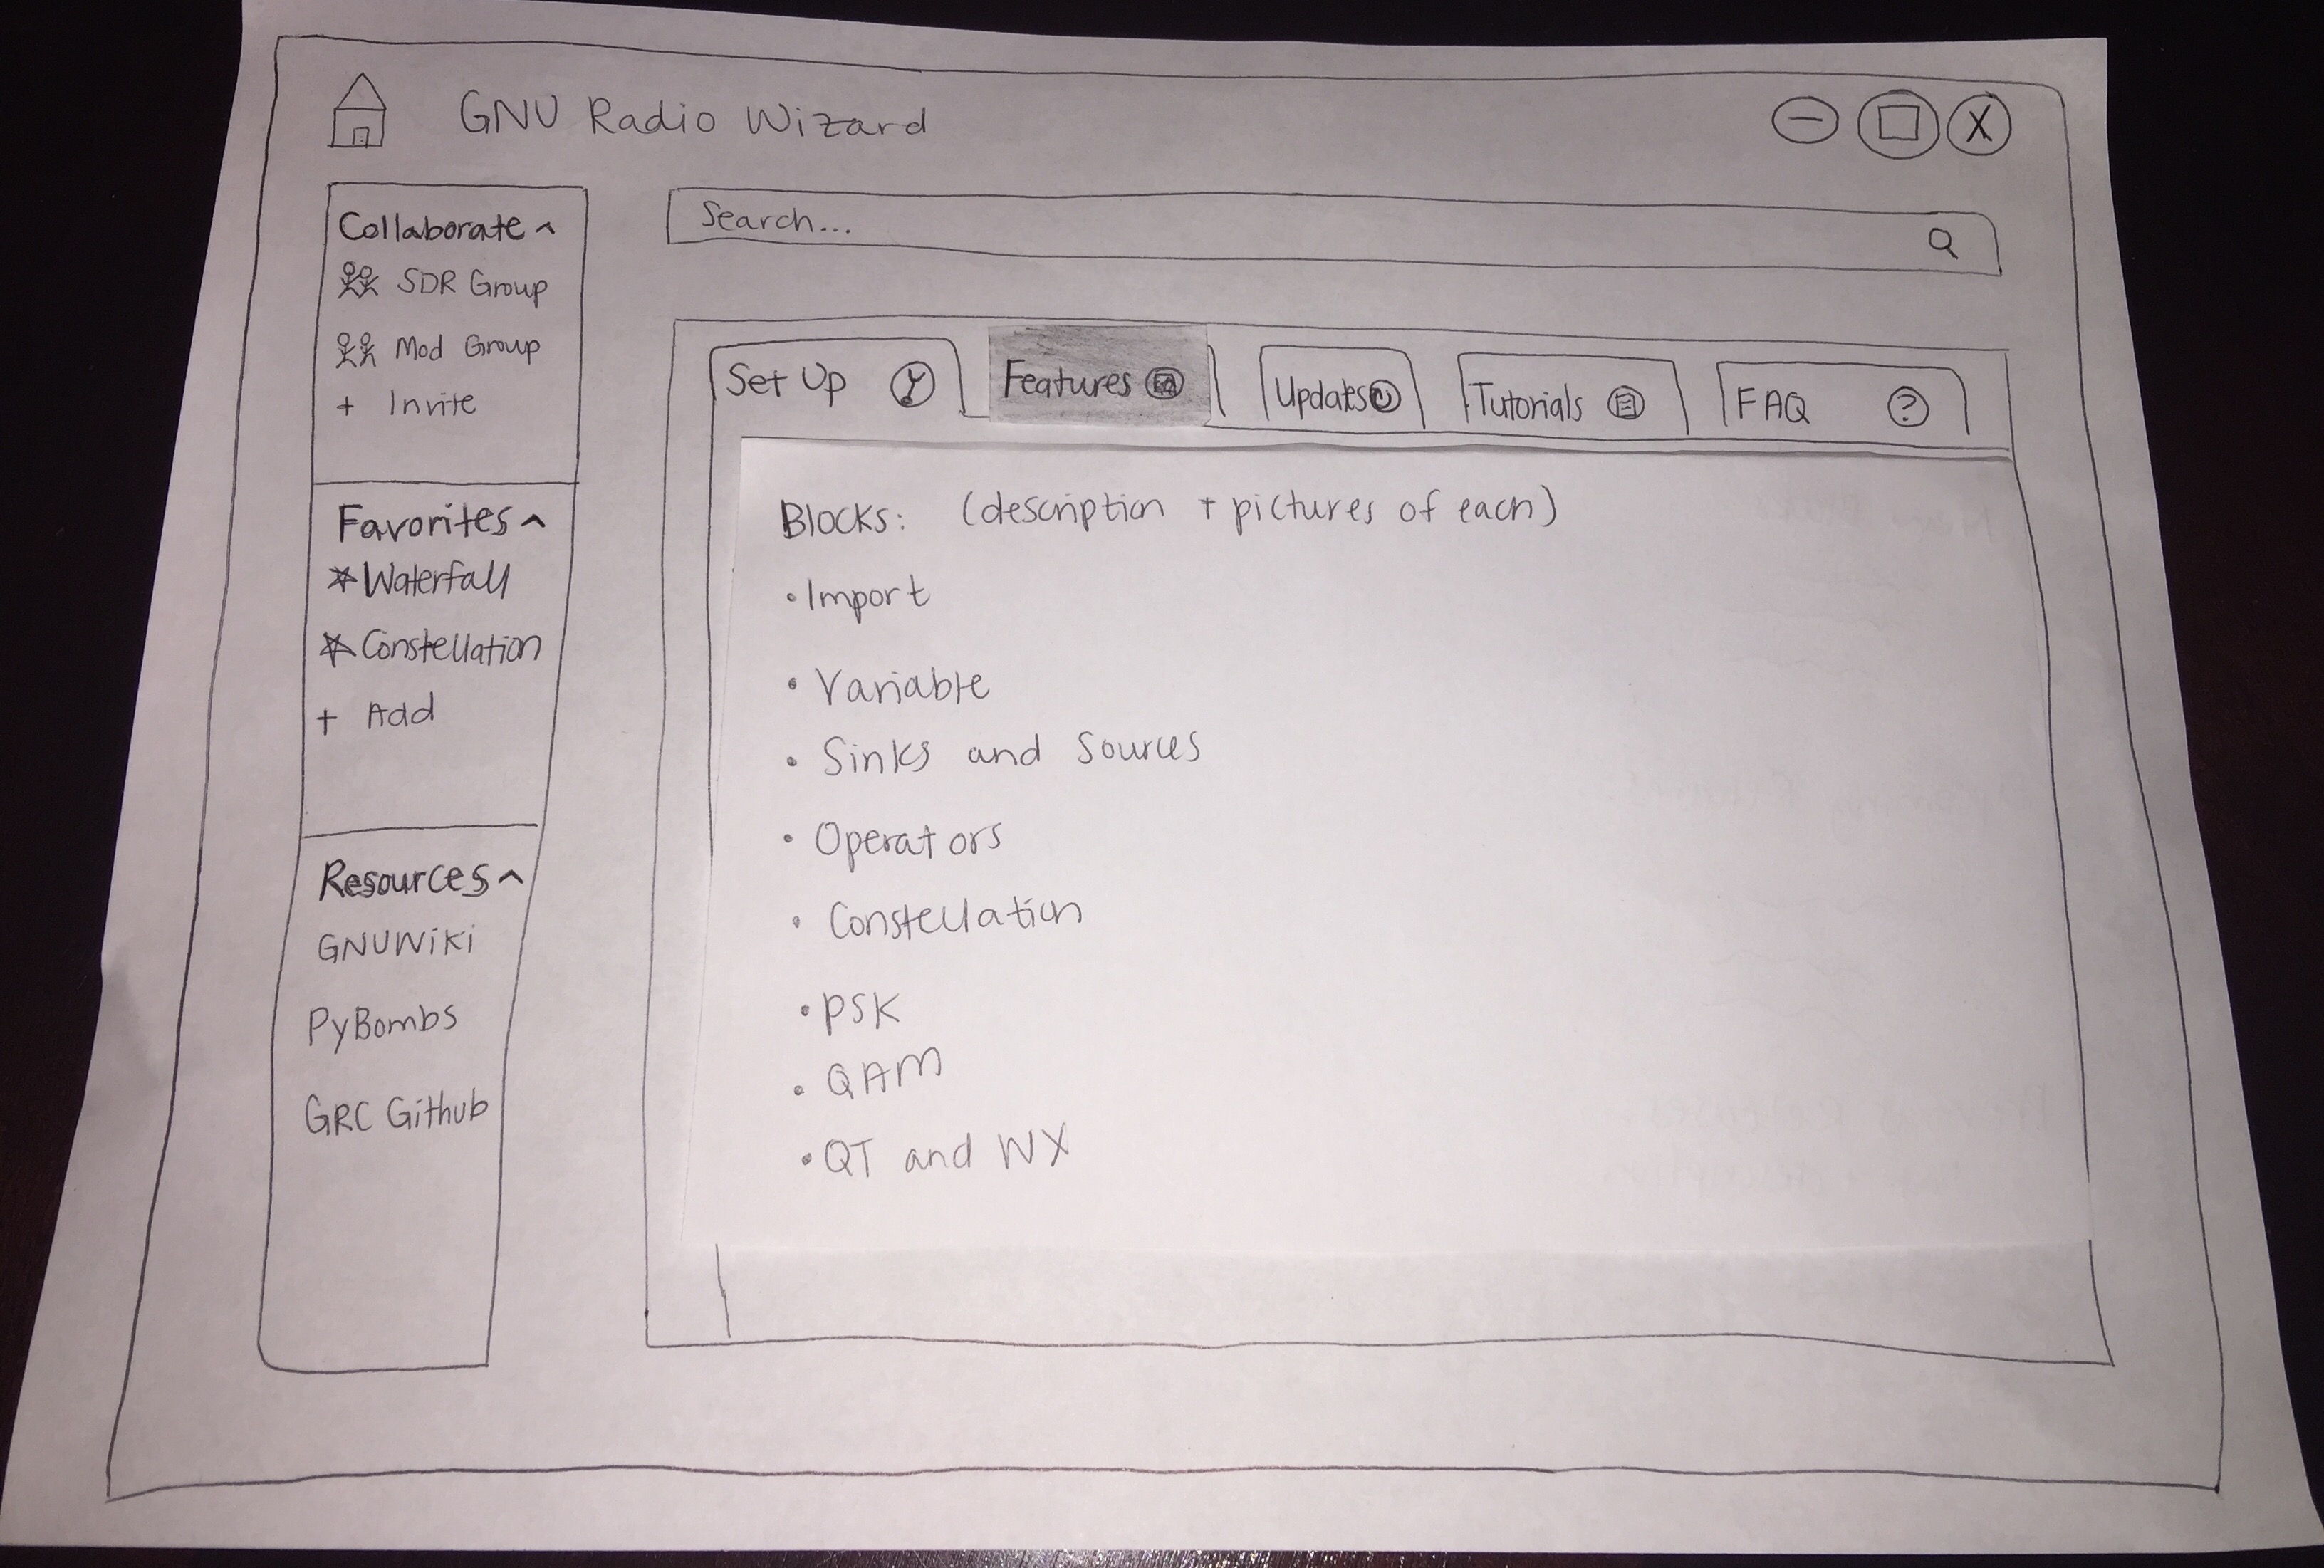 GNU Radio Wizard
Search...
Collaborate ^
SDR Group
Mod Group
+ Invite
Favorites ^
Waterfall
Constellation
+ Add
Resources ^
GNUWiki
PyBombs
GRC Github
Set Up
Features
Updates
Tutorials
FAQ ?
Blocks: (description + pictures of each)
• Import
• Variable
• Sinks and Sources
• Operators
• Constellation
• PSK
• QAM
• QT and WX